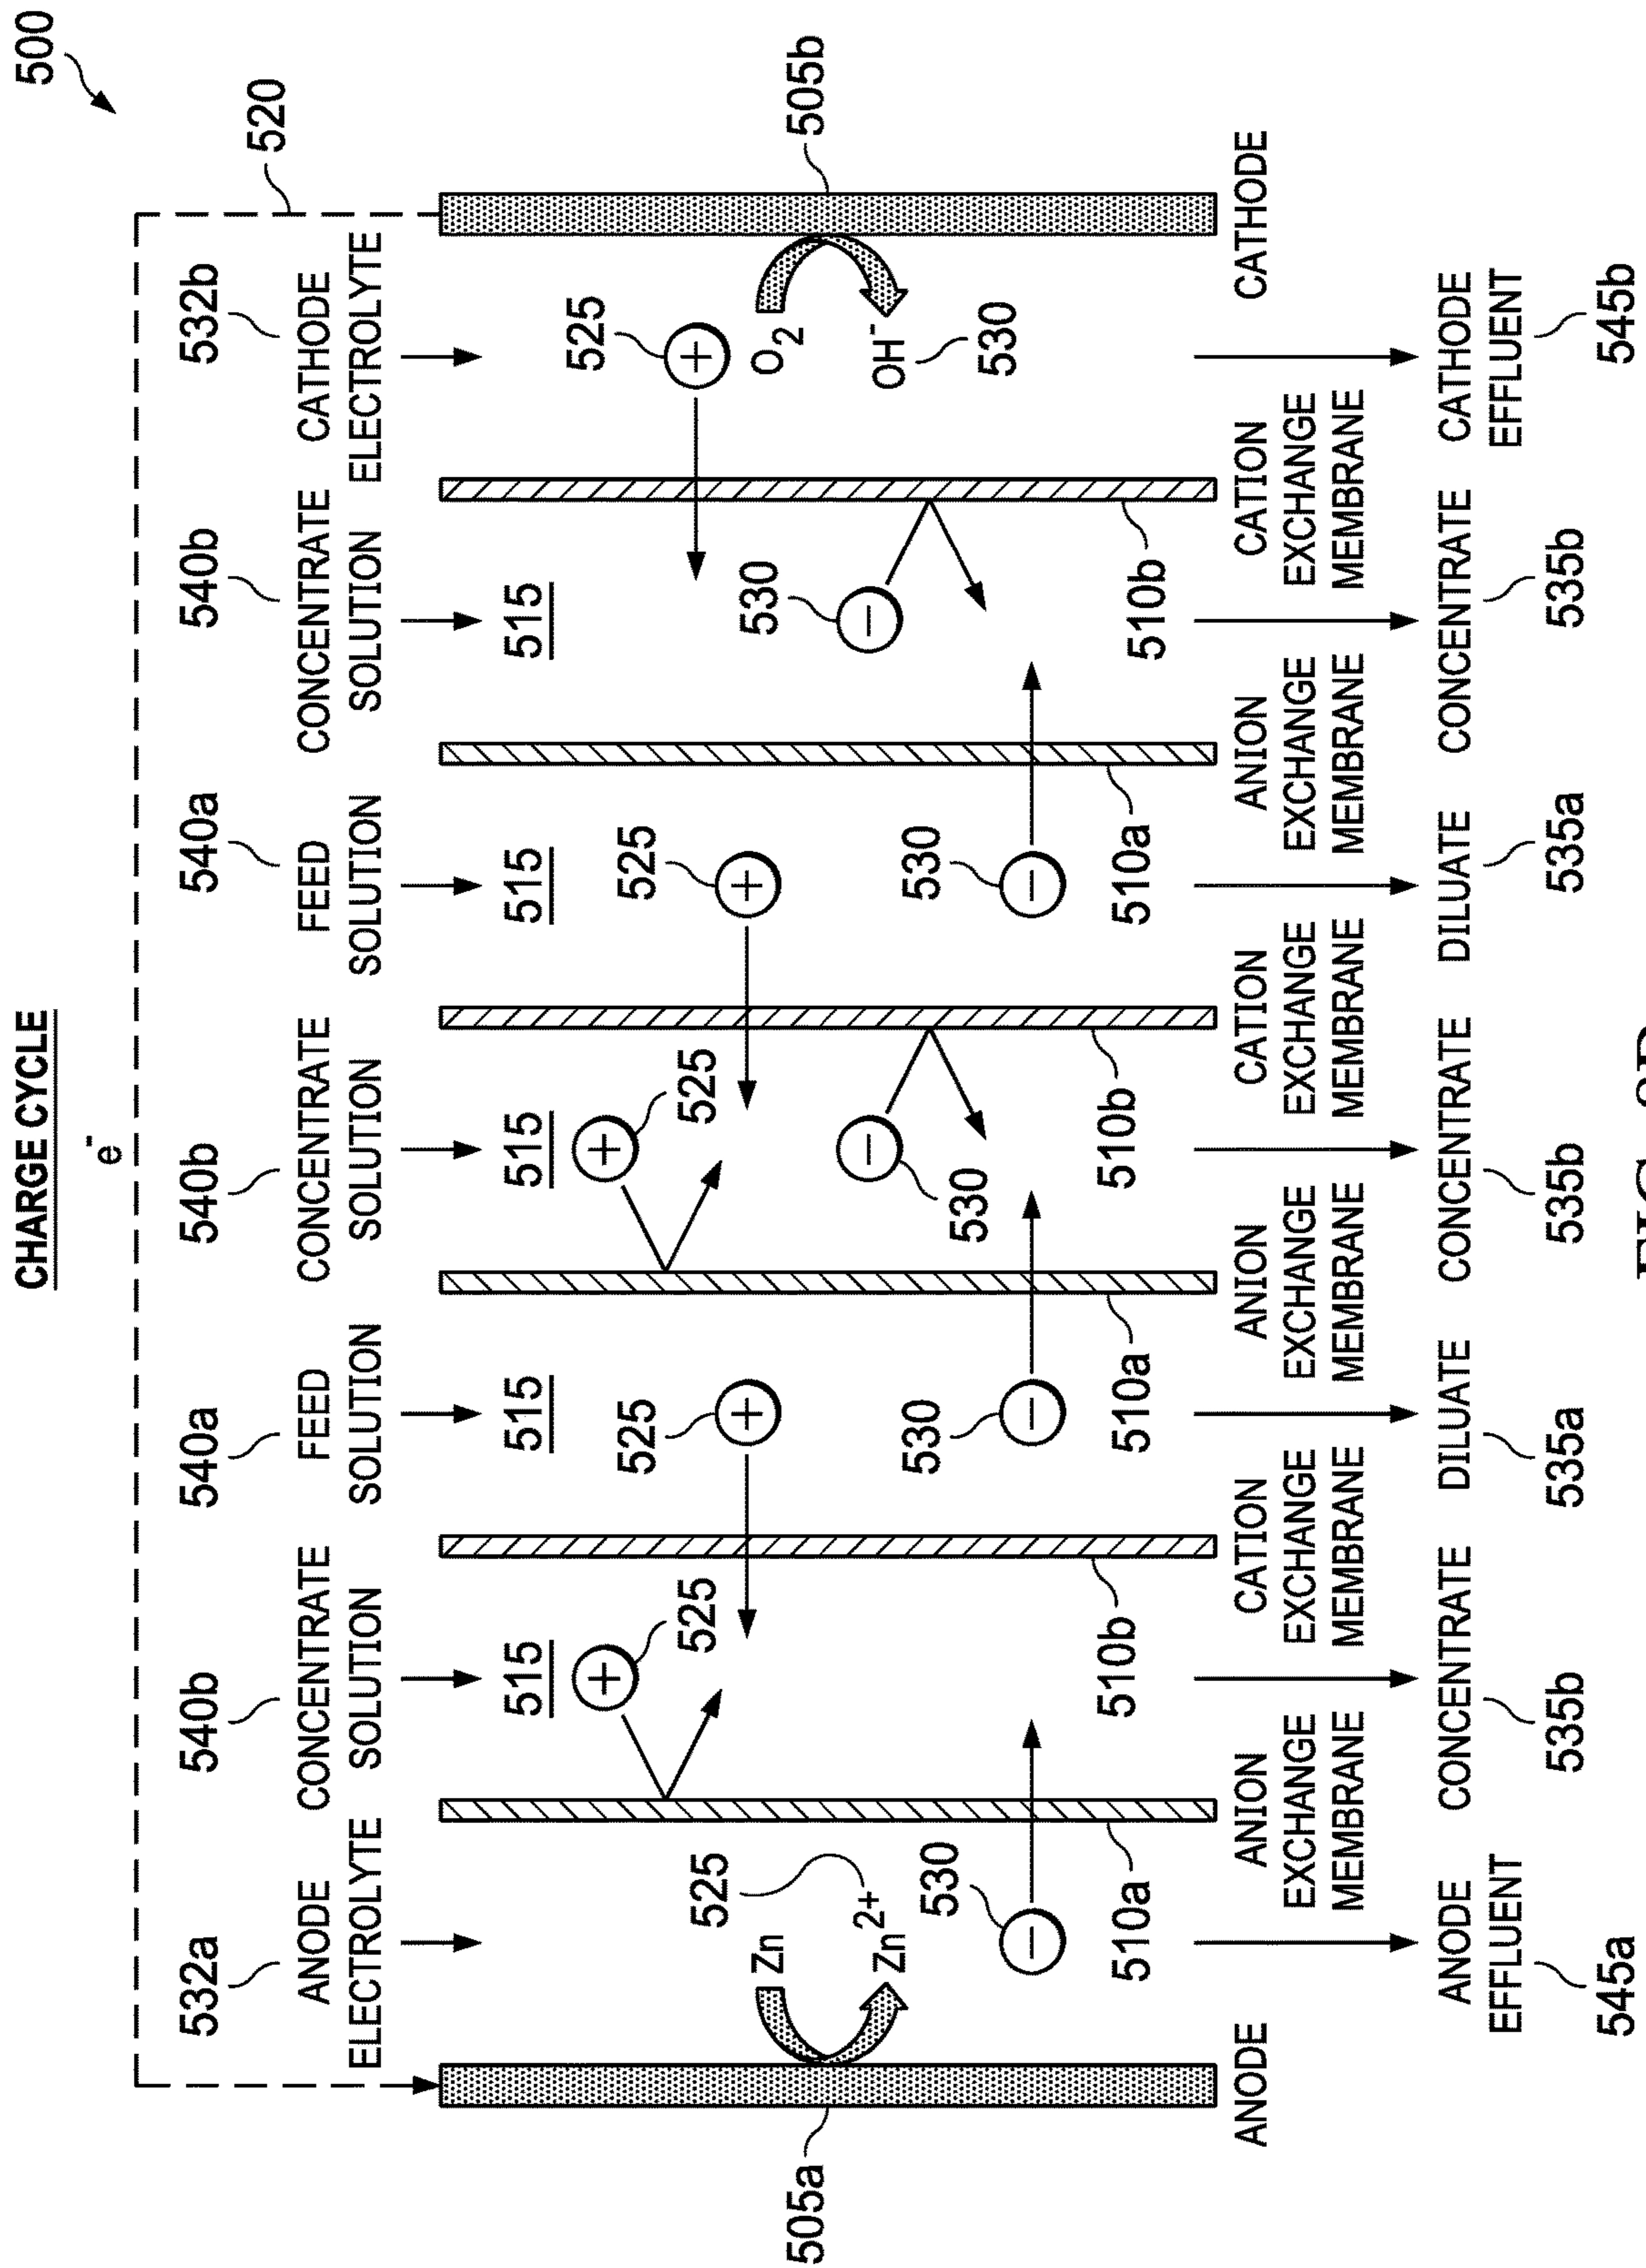 CHARGE CYCLE
500
e-
520
532a
ANODE
ELECTROLYTE
540b
CONCENTRATE
SOLUTION
540a
FEED
SOLUTION
540b
CONCENTRATE
SOLUTION
540a
FEED
SOLUTION
540b
CONCENTRATE
SOLUTION
532b
CATHODE
ELECTROLYTE
515
515
515
515
515
505a
525
Zn
Zn2+
530
−
510a
+
525
510b
525
+
530
−
510a
+
525
−
530
510b
525
+
530
−
510a
530
−
510b
525
+
O2
OH-
530
505b
ANODE
ANION
EXCHANGE
MEMBRANE
CATION
EXCHANGE
MEMBRANE
ANION
EXCHANGE
MEMBRANE
CATION
EXCHANGE
MEMBRANE
ANION
EXCHANGE
MEMBRANE
CATION
EXCHANGE
MEMBRANE
CATHODE
ANODE
EFFLUENT
545a
CONCENTRATE
535b
DILUATE
535a
CONCENTRATE
535b
DILUATE
535a
CONCENTRATE
535b
CATHODE
EFFLUENT
545b